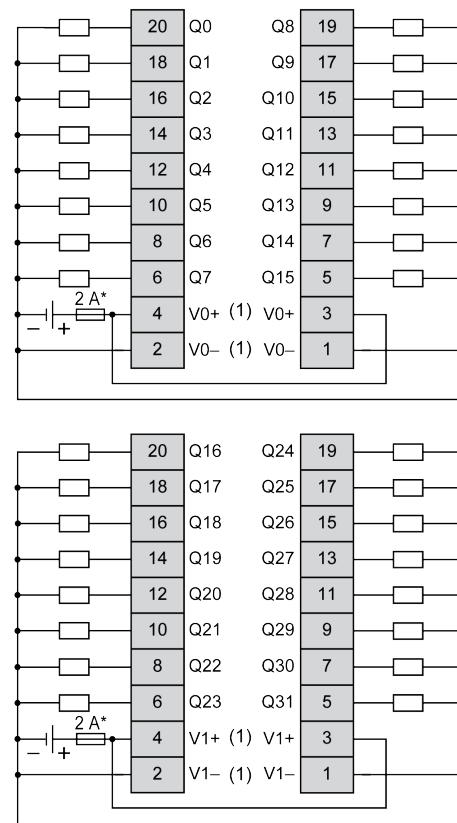 20 Q0 Q8 19
18 Q1 Q9 17
16 Q2 Q10 15
14 Q3 Q11 13
12 Q4 Q12 11
10 Q5 Q13 9
8 Q6 Q14 7
6 Q7 Q15 5
2 A*
− + 4 V0+ (1) V0+ 3
2 V0− (1) V0− 1
20 Q16 Q24 19
18 Q17 Q25 17
16 Q18 Q26 15
14 Q19 Q27 13
12 Q20 Q28 11
10 Q21 Q29 9
8 Q22 Q30 7
6 Q23 Q31 5
2 A*
− + 4 V1+ (1) V1+ 3
2 V1− (1) V1− 1